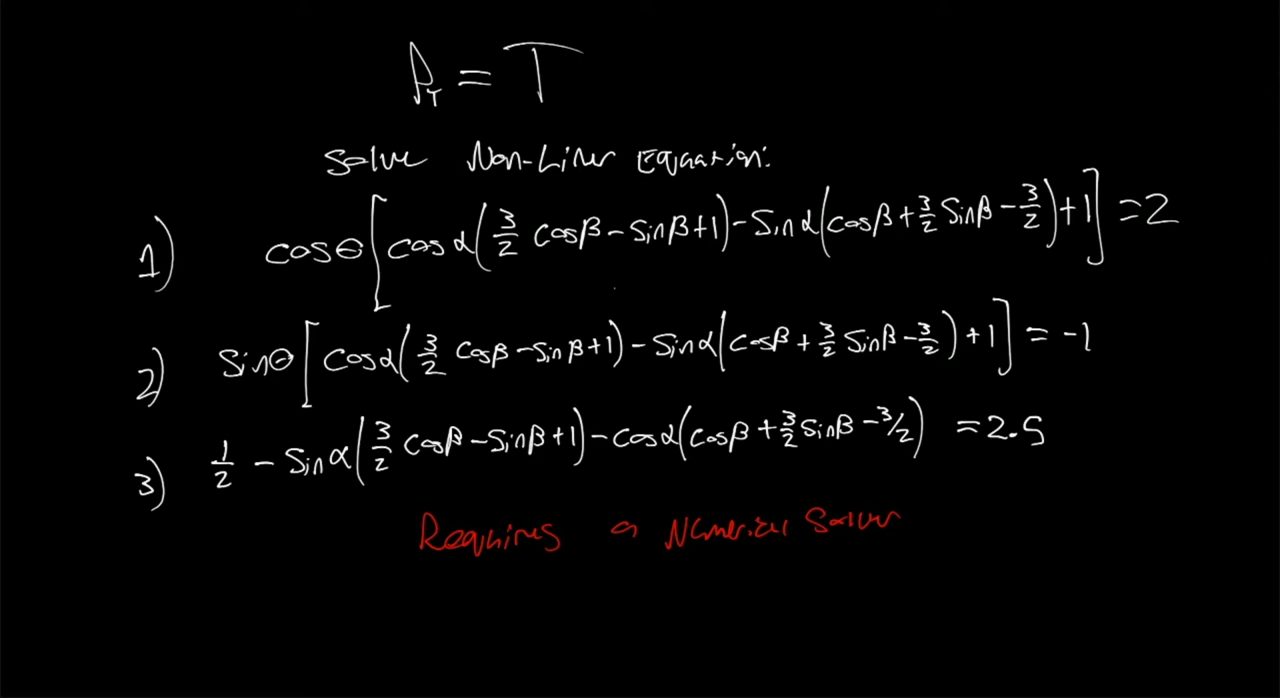 P_T = T
Solve Non-Liner Equation:
1) cosθ[cosα(3/2 cosβ - sinβ+1) - Sinα(cosβ + 3/2 Sinβ - 3/2) + 1] = 2
2) Sinθ[cosα(3/2 cosβ - Sinβ+1) - Sinα(cosβ + 3/2 Sinβ - 3/2) + 1] = -1
3) 1/2 - Sinα(3/2 cosβ - Sinβ+1) - cosα(cosβ + 3/2 sinβ - 3/2) = 2.5
Requires a Numerical Solver